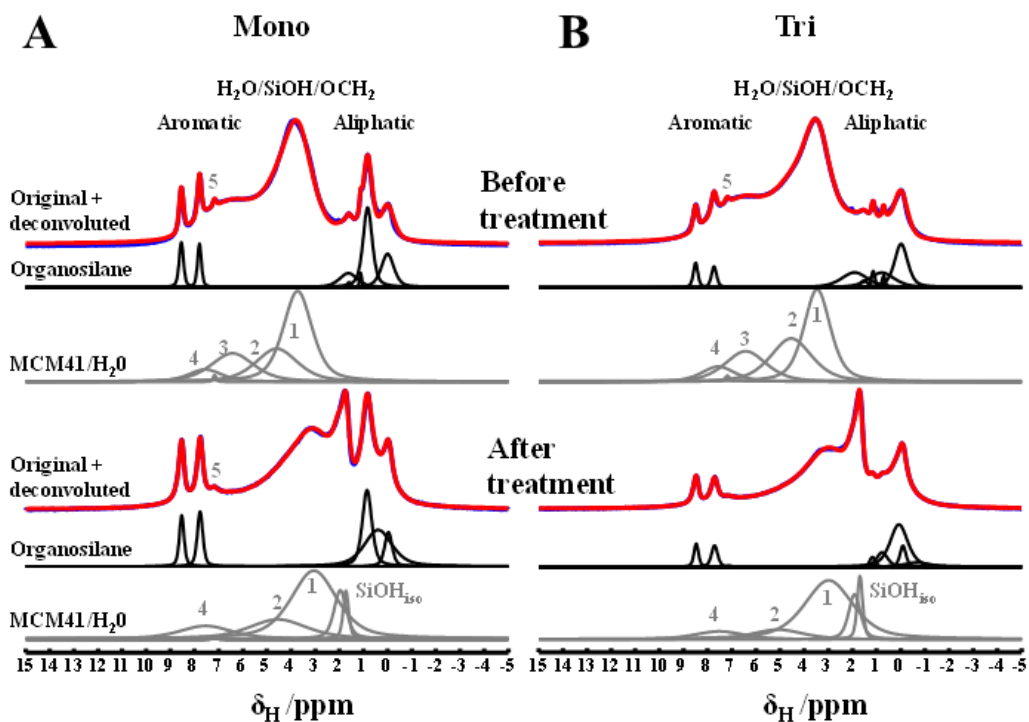 A
Mono
B
Tri
H₂O/SiOH/OCH₂
H₂O/SiOH/OCH₂
Aromatic
Aliphatic
Aromatic
Aliphatic
5
5
Original +
deconvoluted
Before
treatment
Organosilane
4
3
2
1
4
3
2
1
MCM41/H₂0
Original +
deconvoluted
5
After
treatment
Organosilane
4
2
1
SiOHiso
4
2
1
SiOHiso
MCM41/H₂0
15 14 13 12 11 10 9 8 7 6 5 4 3 2 1 0 -1 -2 -3 -4 -5
15 14 13 12 11 10 9 8 7 6 5 4 3 2 1 0 -1 -2 -3 -4 -5
δH /ppm
δH /ppm